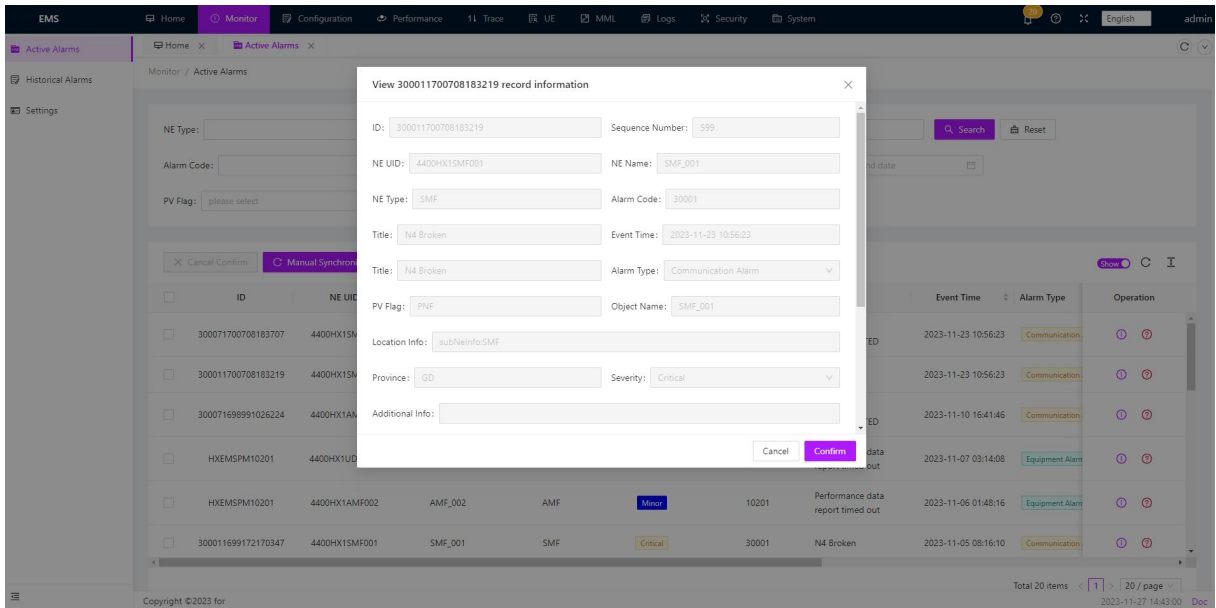 EMS Home Monitor Configuration Performance Trace UE MML Logs Security System 20 English admin
Active Alarms
Historical Alarms
Settings
Home Active Alarms
Monitor / Active Alarms
NE Type:
Alarm Code:
PV Flag: please select
Search Reset
nd date
Cancel Confirm Manual Synchroni
Show
View 300011700708183219 record information
ID: 300011700708183219 Sequence Number: 599
NE UID: 4400HX1SMF001 NE Name: SMF_001
NE Type: SMF Alarm Code: 30001
Title: N4 Broken Event Time: 2023-11-23 10:56:23
Title: N4 Broken Alarm Type: Communication Alarm
PV Flag: PNF Object Name: SMF_001
Location Info: subNeInfo:SMF
Province: GD Severity: Critical
Additional Info:
Cancel Confirm
ID NE UID Event Time Alarm Type Operation
300071700708183707 4400HX1SM TED 2023-11-23 10:56:23 Communication
300011700708183219 4400HX1SM 2023-11-23 10:56:23 Communication
300071698991026224 4400HX1AM TED 2023-11-10 16:41:46 Communication
HXEMSPM10201 4400HX1UD data 2023-11-07 03:14:08 Equipment Alarm
out
HXEMSPM10201 4400HX1AMF002 AMF_002 AMF Minor 10201 Performance data 2023-11-06 01:48:16 Equipment Alarm
report timed out
300011699172170347 4400HX1SMF001 SMF_001 SMF Critical 30001 N4 Broken 2023-11-05 08:16:10 Communication
Total 20 items < 1 > 20 / page
Copyright ©2023 for 2023-11-27 14:43:00 Doc